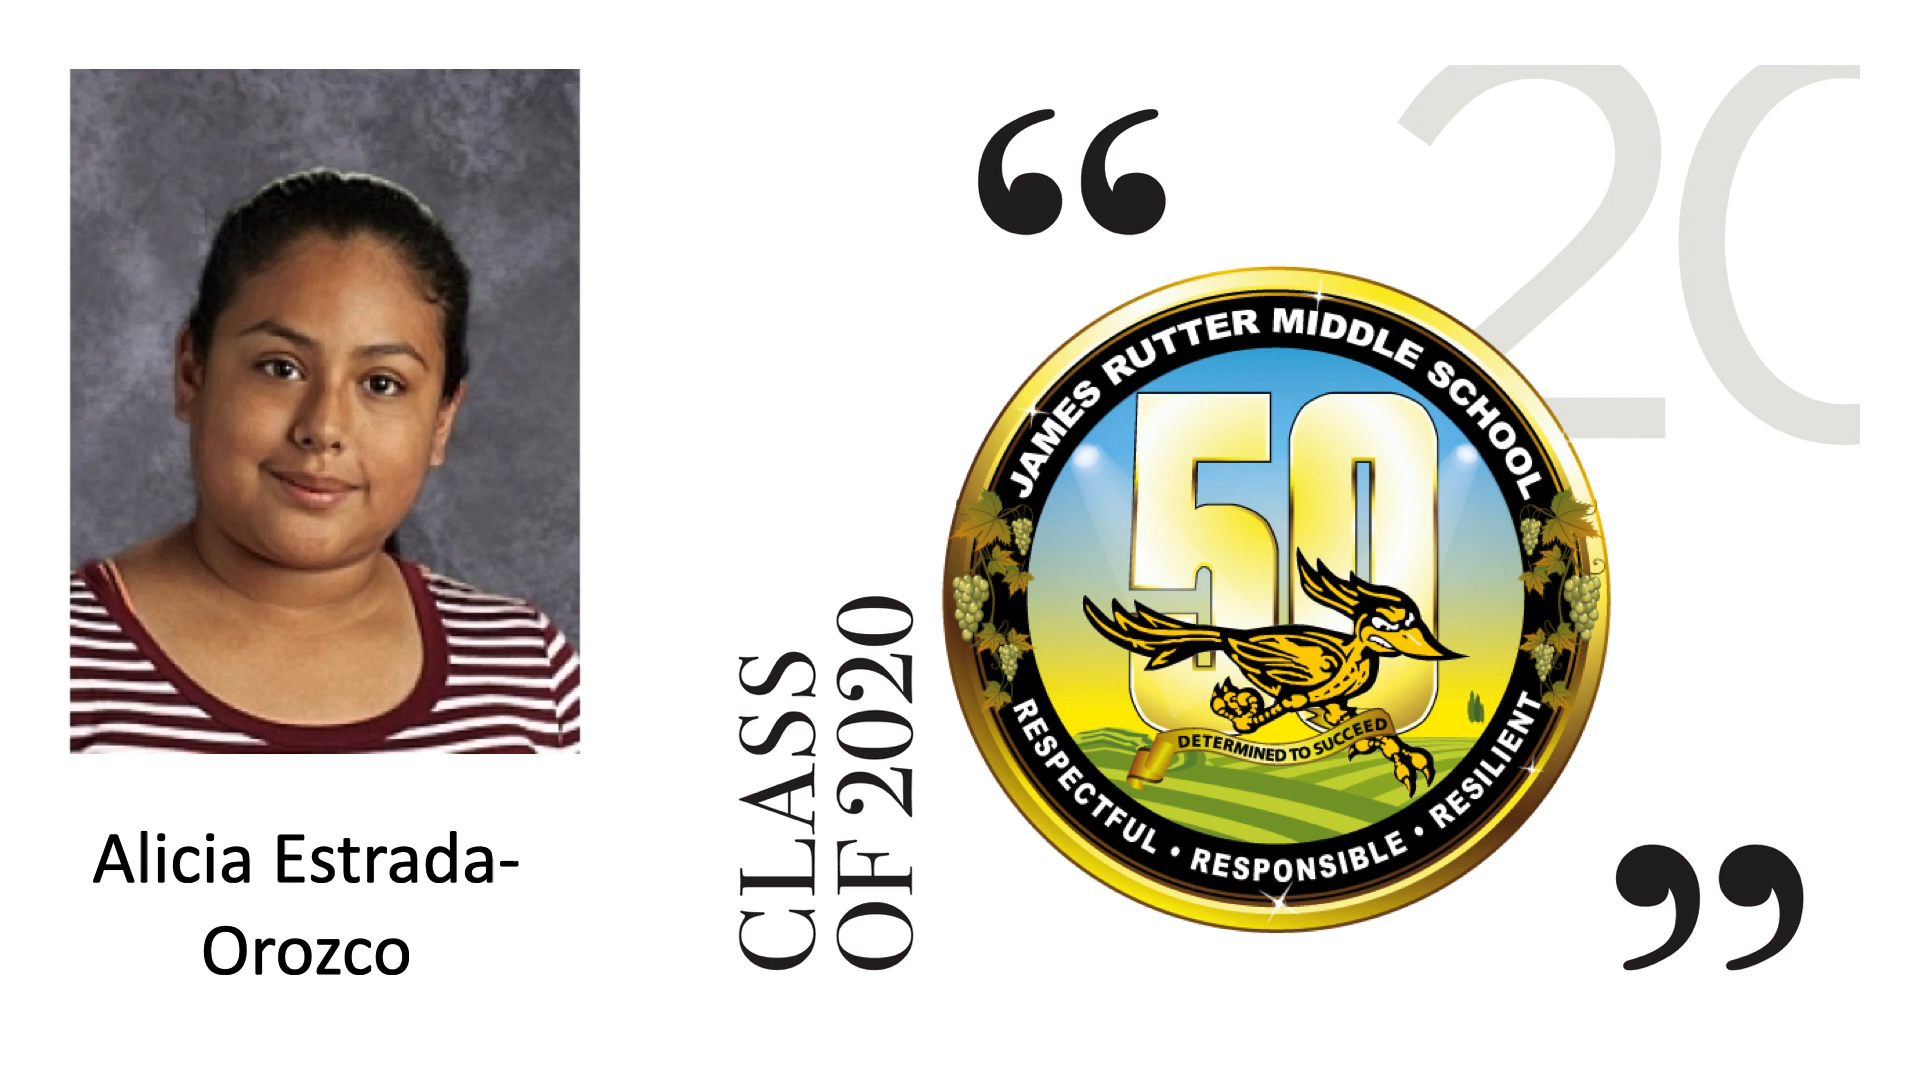 Alicia Estrada-
Orozco
CLASS
OF 2020
“
20
JAMES RUTTER MIDDLE SCHOOL
50
DETERMINED TO SUCCEED
RESPECTFUL • RESPONSIBLE • RESILIENT
”